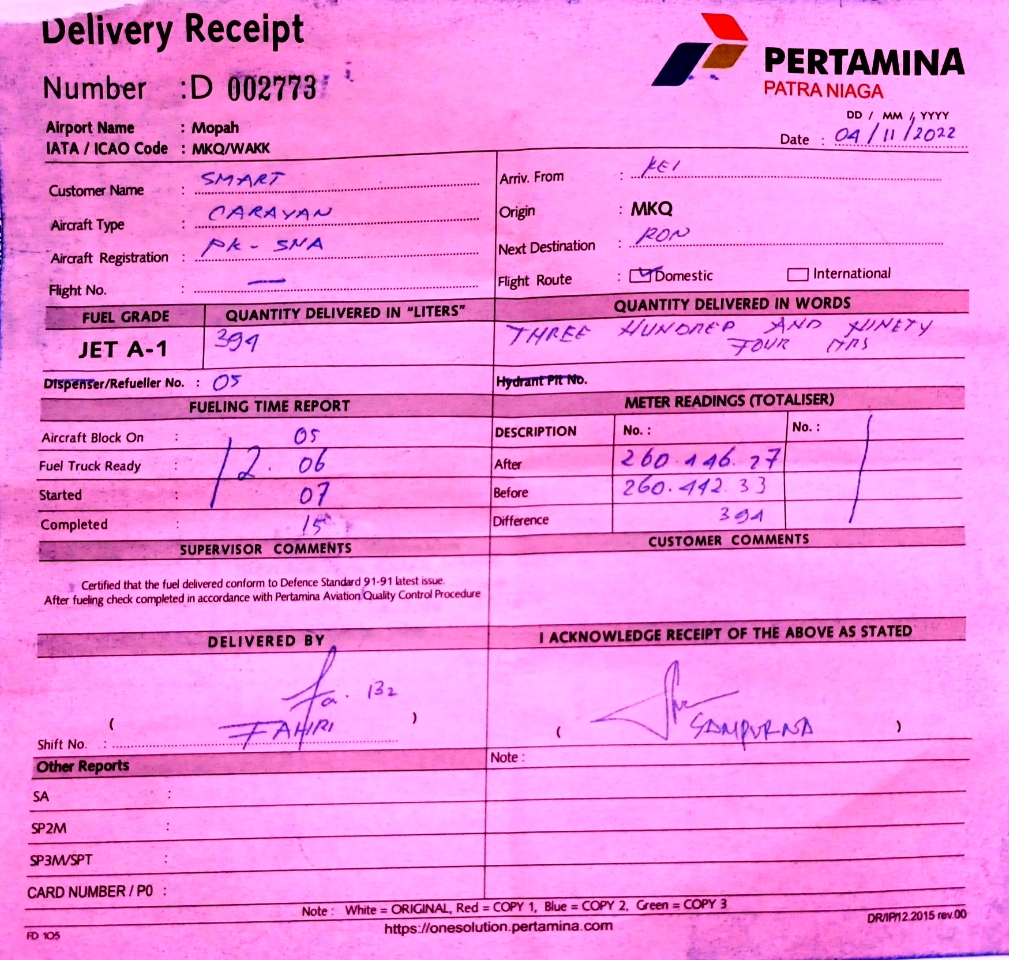 Delivery Receipt
PERTAMINA
PATRA NIAGA
Number : D 002773
DD / MM / YYYY
Date : 04/11/2022
Airport Name : Mopah
IATA / ICAO Code : MKQ/WAKK
Customer Name : SMART
Arriv. From : KEI
Aircraft Type : CARAVAN
Origin : MKQ
Aircraft Registration : PK-SNA
Next Destination : RON
Flight No. : —
Flight Route : Domestic International
FUEL GRADE QUANTITY DELIVERED IN "LITERS" QUANTITY DELIVERED IN WORDS
JET A-1 394 THREE HUNDRED AND NINETY
FOUR
Dispenser/Refueller No. : 05 Hydrant Pit No.
FUELING TIME REPORT METER READINGS (TOTALISER)
Aircraft Block On : 05
DESCRIPTION No. : No. :
Fuel Truck Ready : 12. 06
After 260.446.27
Started : 07
Before 260.442.33
Completed : 15
Difference 394
SUPERVISOR COMMENTS CUSTOMER COMMENTS
Certified that the fuel delivered conform to Defence Standard 91-91 latest issue.
After fueling check completed in accordance with Pertamina Aviation Quality Control Procedure
DELIVERED BY I ACKNOWLEDGE RECEIPT OF THE ABOVE AS STATED
132
( FAHRI ) ( SAMPURNA )
Shift No. :
Other Reports Note :
SA :
SP2M :
SP3M/SPT :
CARD NUMBER / P0 :
Note : White = ORIGINAL, Red = COPY 1, Blue = COPY 2, Green = COPY 3
FD 105 https://onesolution.pertamina.com DR/IP/12.2015 rev.00